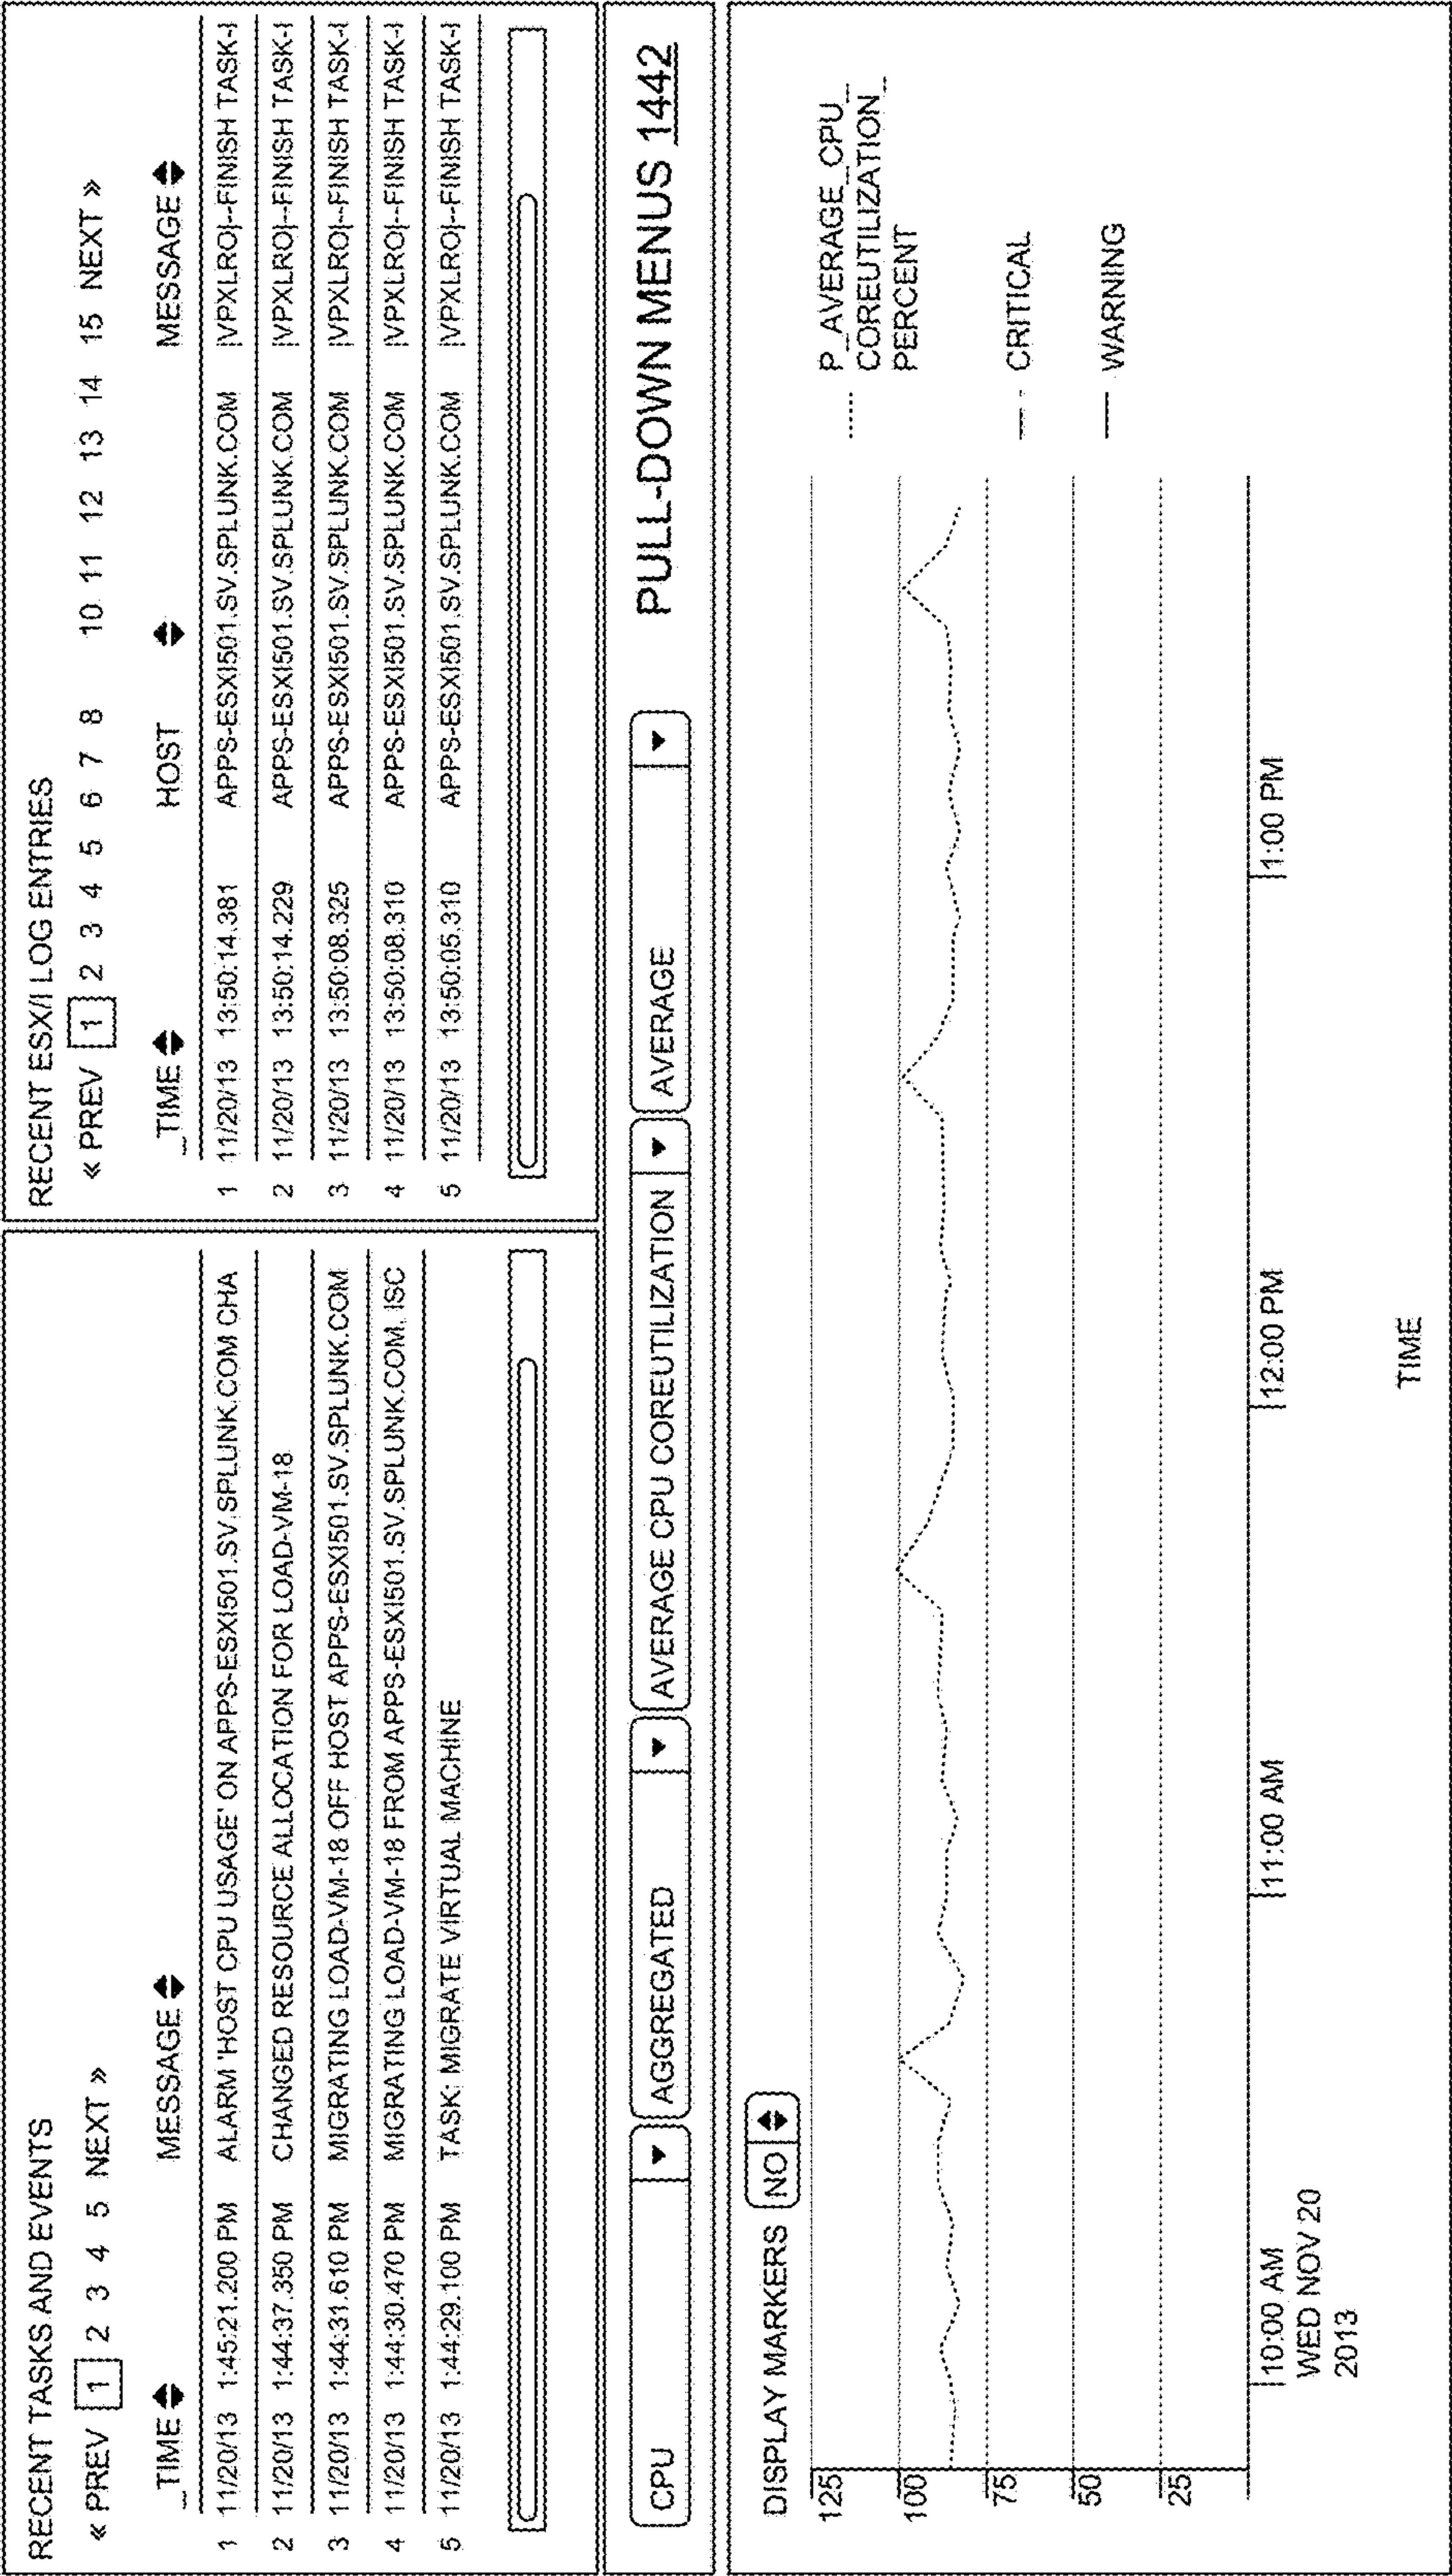 RECENT TASKS AND EVENTS
« PREV 1 2 3 4 5 NEXT »
_TIME MESSAGE
1 11/20/13 1:45:21.200 PM ALARM 'HOST CPU USAGE' ON APPS-ESXI501.SV.SPLUNK.COM CHA
2 11/20/13 1:44:37.350 PM CHANGED RESOURCE ALLOCATION FOR LOAD-VM-18
3 11/20/13 1:44:31.610 PM MIGRATING LOAD-VM-18 OFF HOST APPS-ESXI501.SV.SPLUNK.COM
4 11/20/13 1:44:30.470 PM MIGRATING LOAD-VM-18 FROM APPS-ESXI501.SV.SPLUNK.COM, ISC
5 11/20/13 1:44:29.100 PM TASK: MIGRATE VIRTUAL MACHINE
RECENT ESX/I LOG ENTRIES
« PREV 1 2 3 4 5 6 7 8 10 11 12 13 14 15 NEXT »
_TIME HOST MESSAGE
1 11/20/13 13:50:14.381 APPS-ESXI501.SV.SPLUNK.COM |VPXLRO|--FINISH TASK-I
2 11/20/13 13:50:14.229 APPS-ESXI501.SV.SPLUNK.COM |VPXLRO|--FINISH TASK-I
3 11/20/13 13:50:08.325 APPS-ESXI501.SV.SPLUNK.COM |VPXLRO|--FINISH TASK-I
4 11/20/13 13:50:08.310 APPS-ESXI501.SV.SPLUNK.COM |VPXLRO|--FINISH TASK-I
5 11/20/13 13:50:05.310 APPS-ESXI501.SV.SPLUNK.COM |VPXLRO|--FINISH TASK-I
CPU AGGREGATED AVERAGE CPU COREUTILIZATION AVERAGE PULL-DOWN MENUS 1442
DISPLAY MARKERS NO
125
100
75
50
25
P_AVERAGE_CPU_
COREUTILIZATION_
PERCENT
CRITICAL
WARNING
10:00 AM 11:00 AM 12:00 PM 1:00 PM
WED NOV 20
2013
TIME